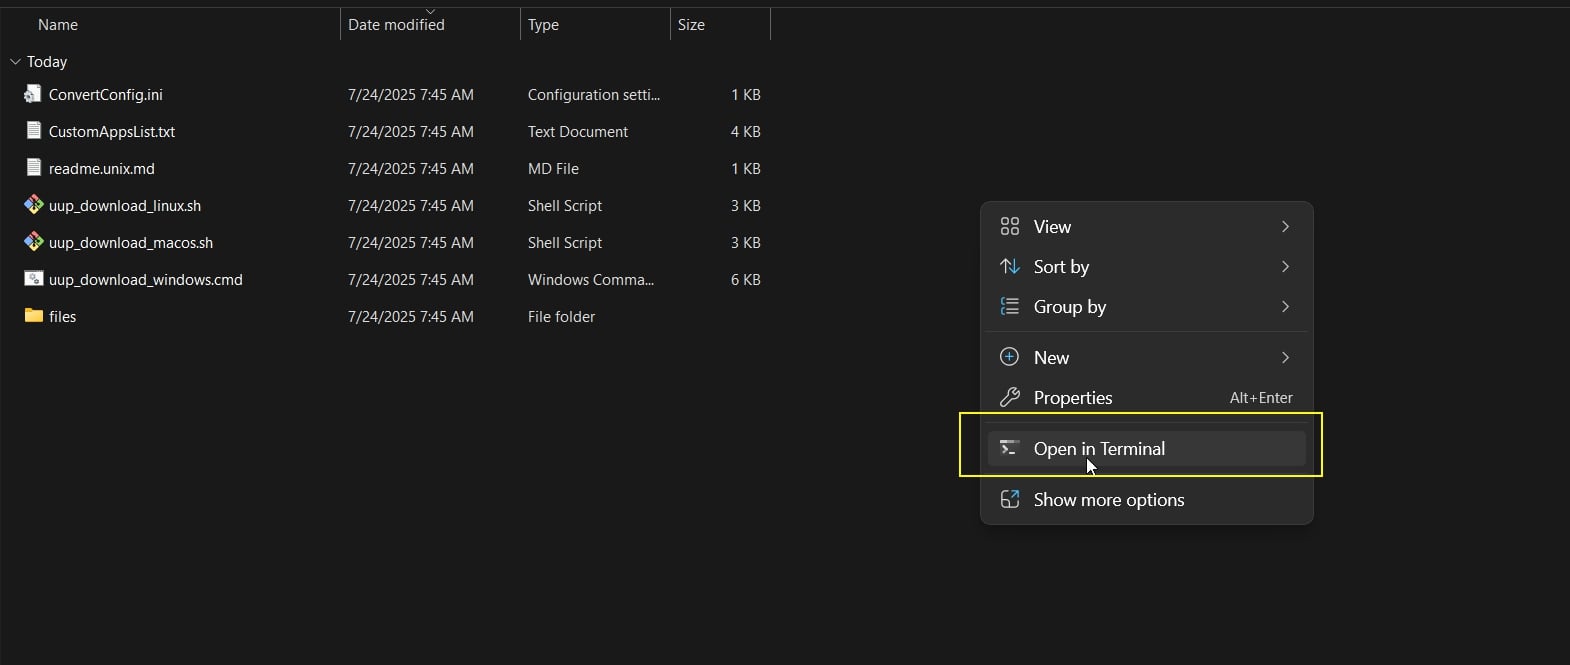 Name Date modified Type Size
Today
ConvertConfig.ini 7/24/2025 7:45 AM Configuration setti... 1 KB
CustomAppsList.txt 7/24/2025 7:45 AM Text Document 4 KB
readme.unix.md 7/24/2025 7:45 AM MD File 1 KB
uup_download_linux.sh 7/24/2025 7:45 AM Shell Script 3 KB
uup_download_macos.sh 7/24/2025 7:45 AM Shell Script 3 KB
uup_download_windows.cmd 7/24/2025 7:45 AM Windows Comma... 6 KB
files 7/24/2025 7:45 AM File folder
View
Sort by
Group by
New
Properties Alt+Enter
Open in Terminal
Show more options